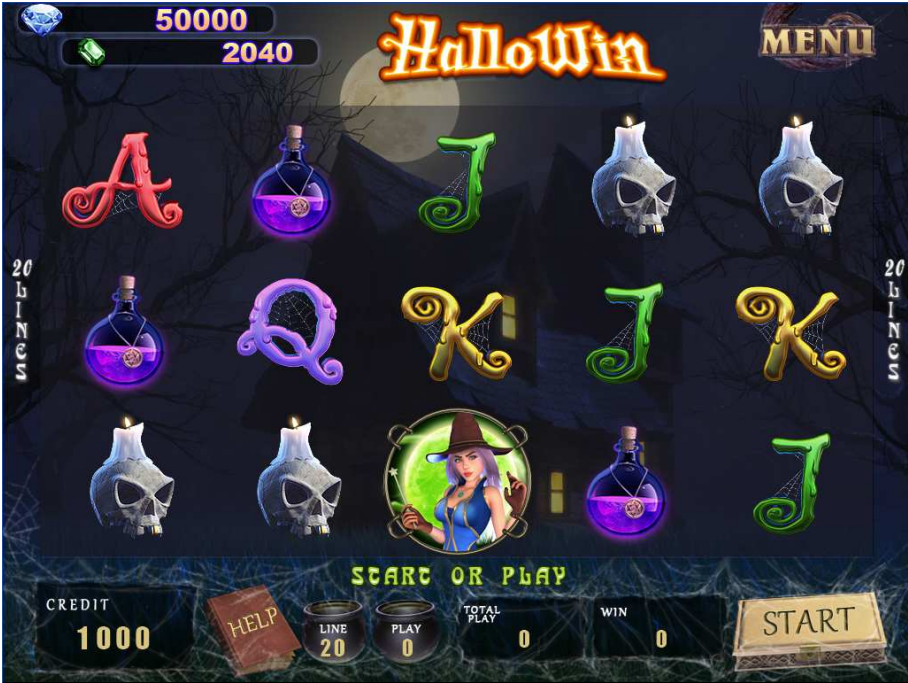 50000
2040
HalloWin
MENU
A
J
20 LINES
Q
K
J
K
20 LINES
J
START OR PLAY
CREDIT
1000
HELP
LINE
20
PLAY
0
TOTAL
PLAY
0
WIN
0
START